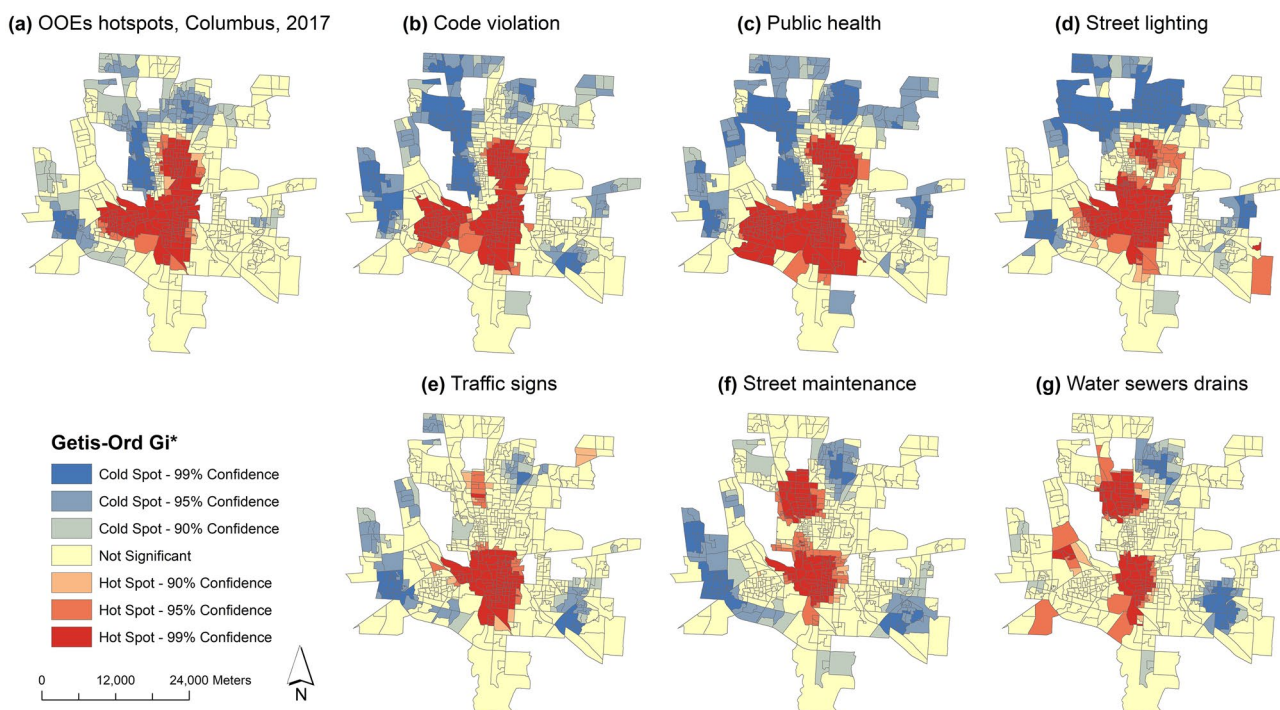 (a) OOEs hotspots, Columbus, 2017
(b) Code violation
(c) Public health
(d) Street lighting
(e) Traffic signs
(f) Street maintenance
(g) Water sewers drains
Getis-Ord Gi*
Cold Spot - 99% Confidence
Cold Spot - 95% Confidence
Cold Spot - 90% Confidence
Not Significant
Hot Spot - 90% Confidence
Hot Spot - 95% Confidence
Hot Spot - 99% Confidence
0 12,000 24,000 Meters
N